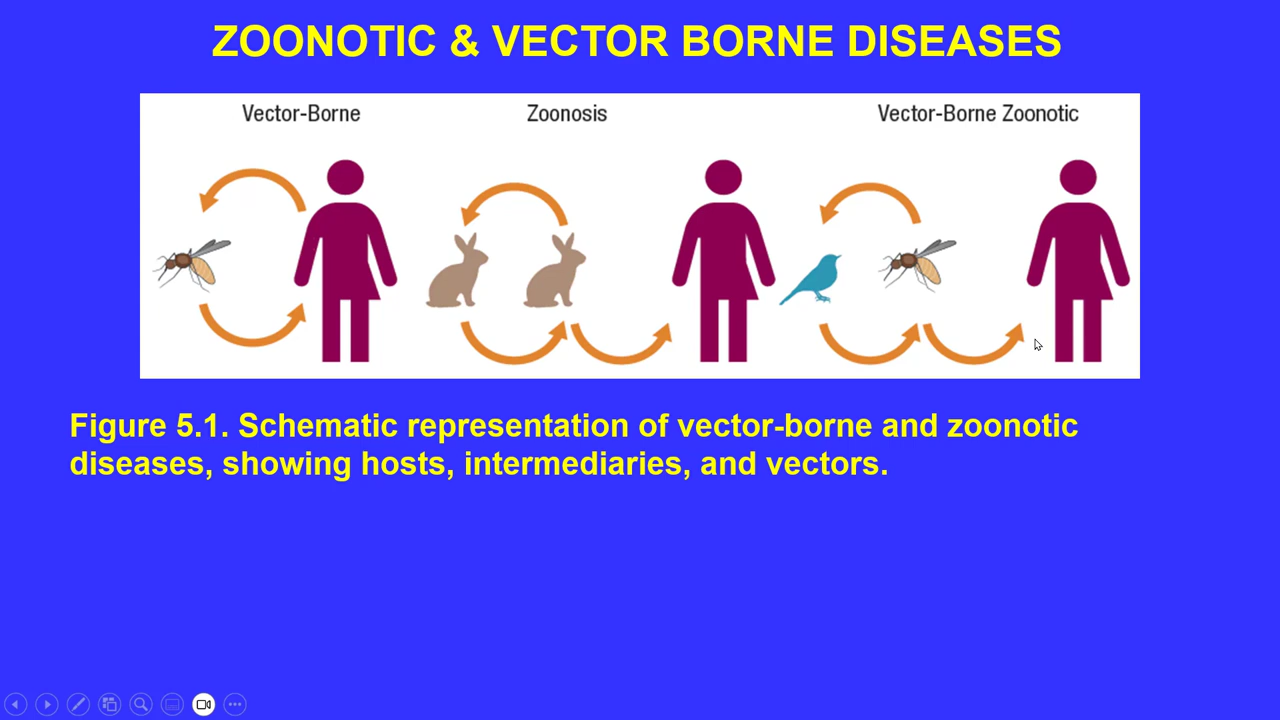 ZOONOTIC & VECTOR BORNE DISEASES
Vector-Borne
Zoonosis
Vector-Borne Zoonotic
Figure 5.1. Schematic representation of vector-borne and zoonotic
diseases, showing hosts, intermediaries, and vectors.